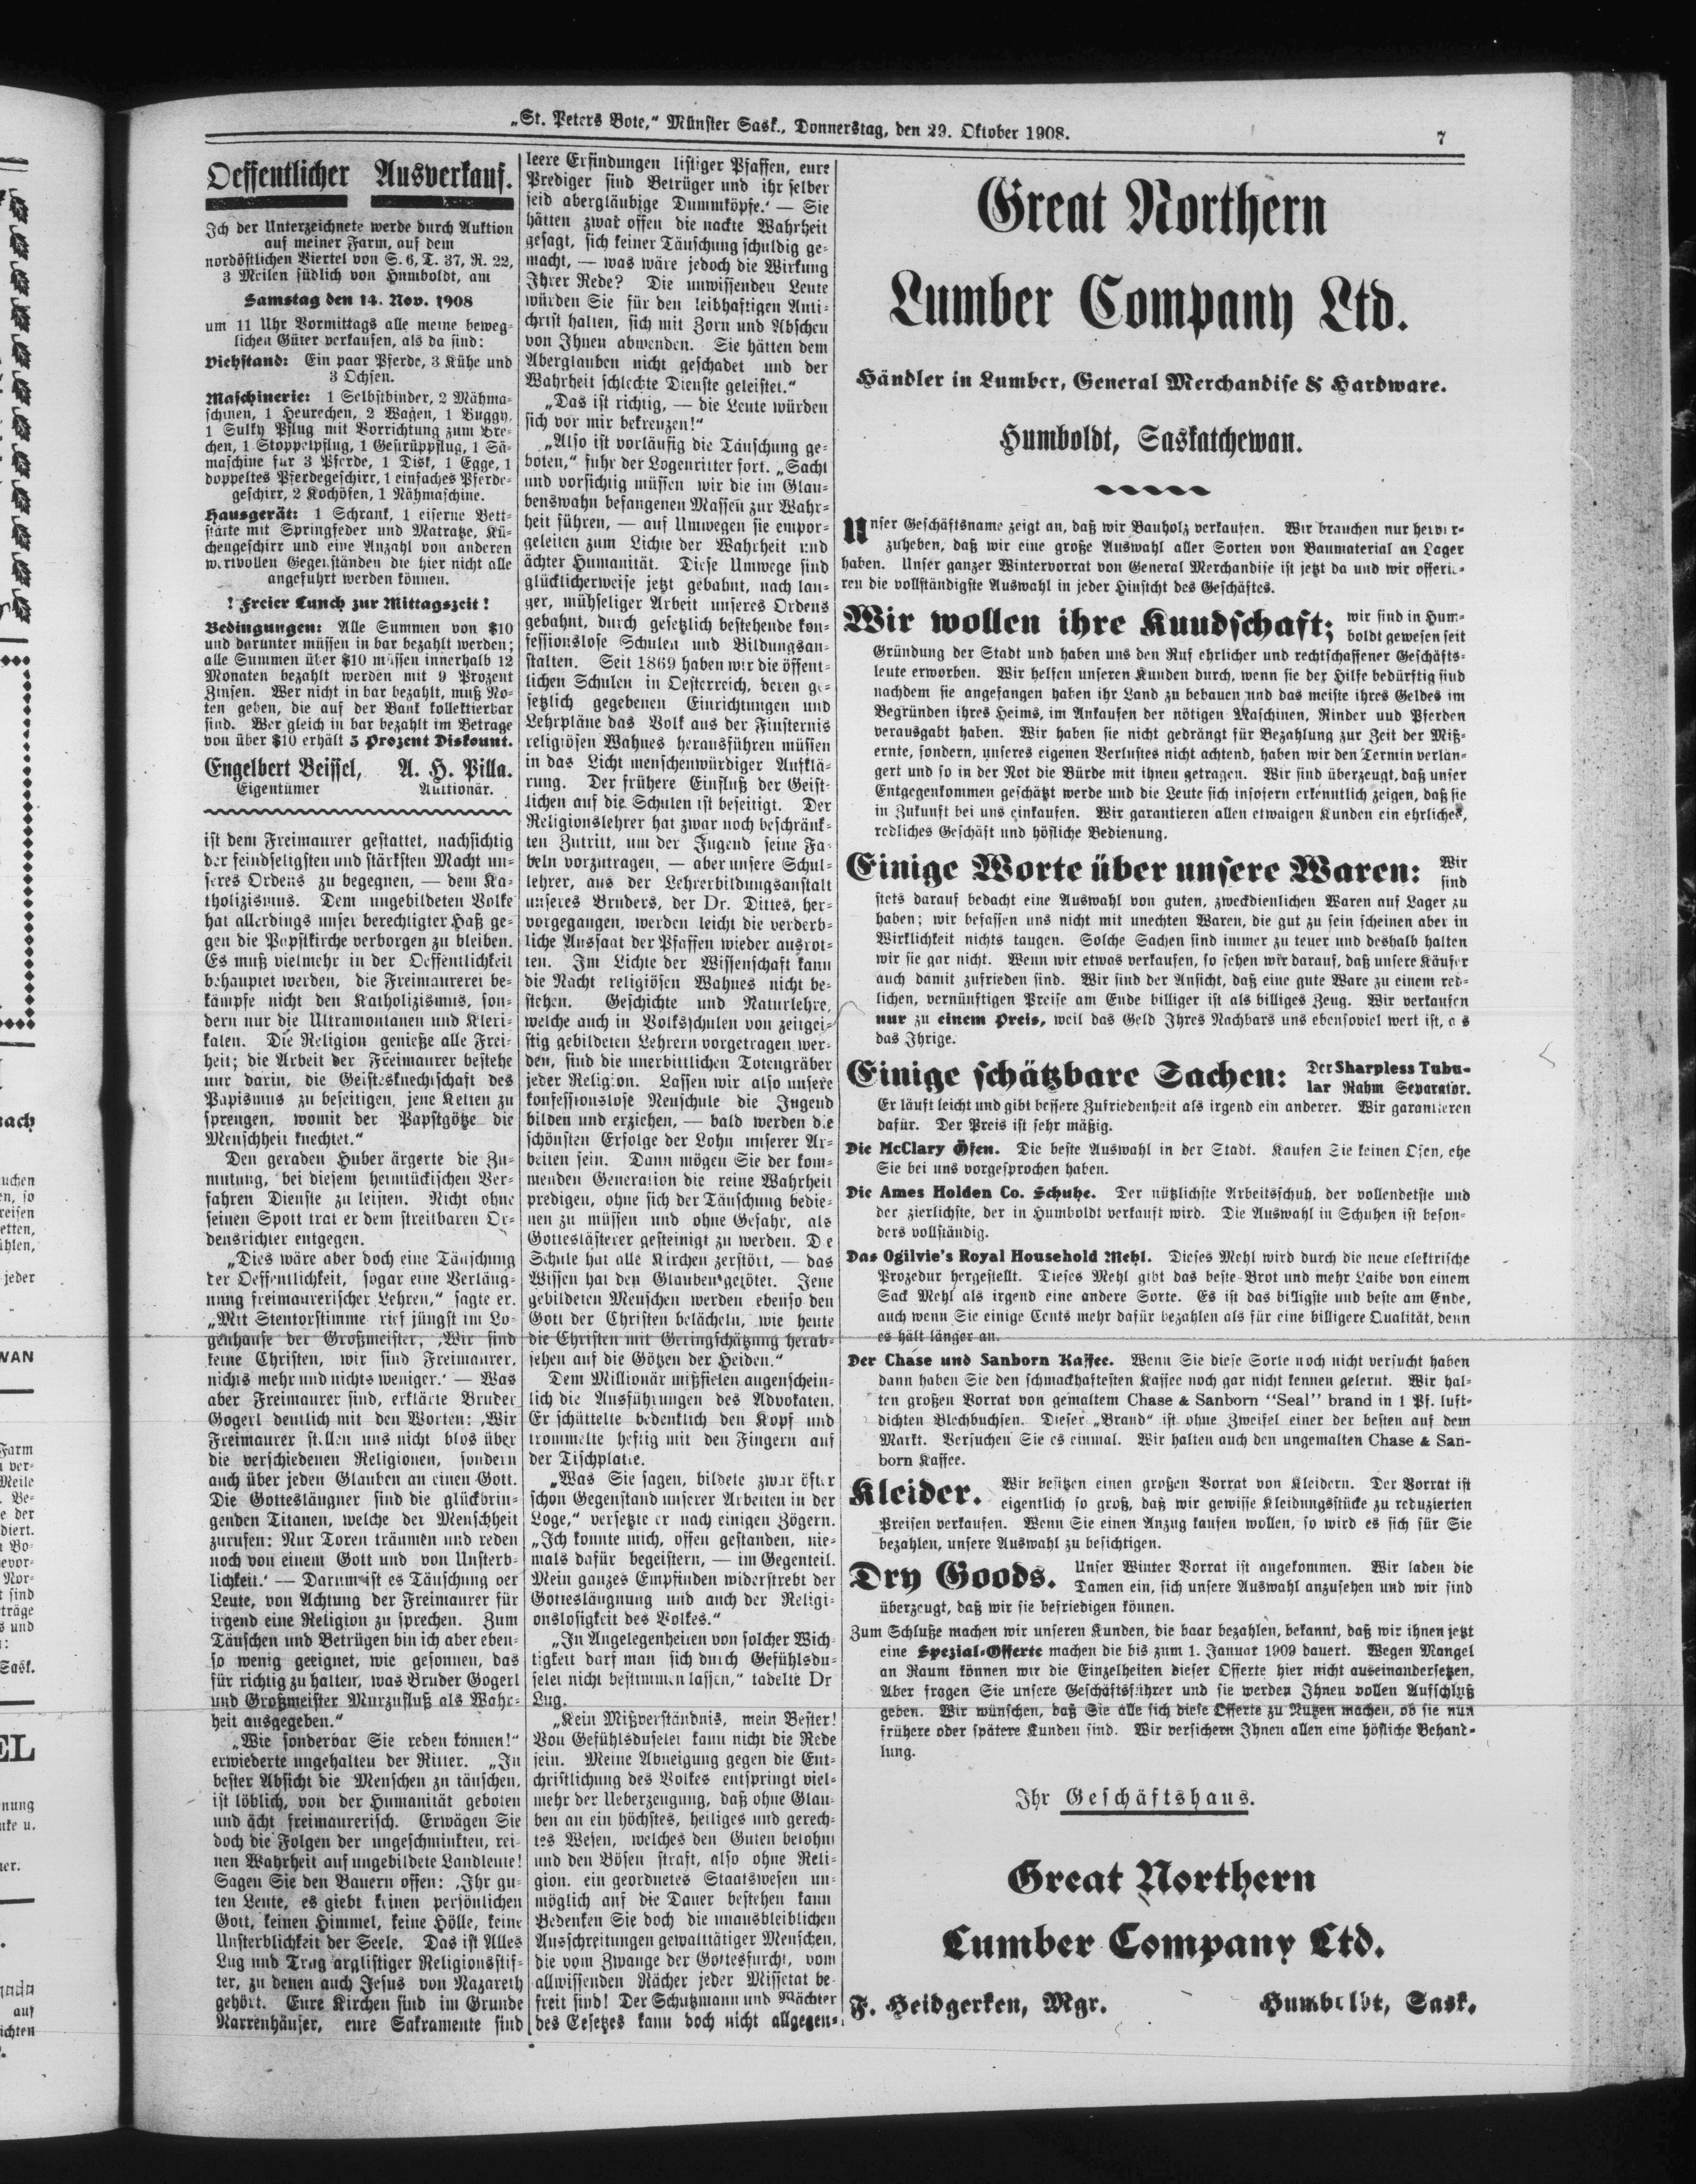 „St. Peters Bote,“ Münster Sask., Donnerstag, den 29. Oktober 1908.
7
Oeffentlicher Ausverkauf.
Ich der Unterzeichnete werde durch Auktion
auf meiner Farm, auf dem
nordöstlichen Viertel von S. 6, T. 37, R. 22,
3 Meilen südlich von Humboldt, am
Samstag den 14. Nov. 1908
um 11 Uhr Vormittags alle meine beweg-
lichen Güter verkaufen, als da sind:
Viehstand: Ein paar Pferde, 3 Kühe und
3 Ochsen.
Maschinerie: 1 Selbstbinder, 2 Mähma-
schinen, 1 Heurechen, 2 Wagen, 1 Buggy,
1 Sulky Pflug mit Vorrichtung zum Bre-
chen, 1 Stoppelpflug, 1 Gestrüppflug, 1 Sä-
maschine für 3 Pferde, 1 Disk, 1 Egge, 1
doppeltes Pferdegeschirr, 1 einfaches Pferde-
geschirr, 2 Kochöfen, 1 Nähmaschine.
Hausgerät: 1 Schrank, 1 eiserne Bett-
stätte mit Springfeder und Matratze, Kü-
chengeschirr und eine Anzahl von anderen
wertvollen Gegenständen die hier nicht alle
angeführt werden können.
! Freier Lunch zur Mittagszeit !
Bedingungen: Alle Summen von $10
und darunter müssen in bar bezahlt werden;
alle Summen über $10 müssen innerhalb 12
Monaten bezahlt werden mit 9 Prozent
Zinsen. Wer nicht in bar bezahlt, muß No-
ten geben, die auf der Bank kollektierbar
sind. Wer gleich in bar bezahlt im Betrage
von über $10 erhält 5 Prozent Diskount.
Engelbert Beissel, A. H. Pilla.
Eigentümer Auktionär.
ist dem Freimaurer gestattet, nachsichtig
der feindseligsten und stärksten Macht un-
seres Ordens zu begegnen, — dem Ka-
tholizismus. Dem ungebildeten Volke
hat allerdings unser berechtigter Haß ge-
gen die Papstkirche verborgen zu bleiben.
Es muß vielmehr in der Oeffentlichkeit
behauptet werden, die Freimaurerei be-
kämpfe nicht den Katholizismus, son-
dern nur die Ultramontanen und Kleri-
kalen. Die Religion genieße alle Frei-
heit; die Arbeit der Freimaurer bestehe
nur darin, die Geistesknechtschaft des
Papismus zu beseitigen, jene Ketten zu
sprengen, womit der Papstgötze die
Menschheit knechtet.“
Den geraden Huber ärgerte die Zu-
mutung, bei diesem heimtückischen Ver-
fahren Dienste zu leisten. Nicht ohne
seinen Spott trat er dem streitbaren Or-
densrichter entgegen.
„Dies wäre aber doch eine Täuschung
der Oeffentlichkeit, sogar eine Verläug-
nung freimaurerischer Lehren,“ sagte er.
„Mit Stentorstimme rief jüngst im Lo-
genhause der Großmeister, ‚Wir sind
keine Christen, wir sind Freimaurer,
nichts mehr und nichts weniger.‘ — Was
aber Freimaurer sind, erklärte Bruder
Gogerl deutlich mit den Worten: ‚Wir
Freimaurer stellen uns nicht blos über
die verschiedenen Religionen, sondern
auch über jeden Glauben an einen Gott.
Die Gottesläugner sind die glückbrin-
genden Titanen, welche der Menschheit
zurufen: Nur Toren träumen und reden
noch von einem Gott und von Unsterb-
lichkeit.‘ — Darum ist es Täuschung der
Leute, von Achtung der Freimaurer für
irgend eine Religion zu sprechen. Zum
Täuschen und Betrügen bin ich aber eben-
so wenig geeignet, wie gesonnen, das
für richtig zu halten, was Bruder Gogerl
und Großmeister Murzufluß als Wahr-
heit ausgegeben.“
„Wie sonderbar Sie reden können!“
erwiederte ungehalten der Ritter. „In
bester Absicht die Menschen zu täuschen,
ist löblich, von der Humanität geboten
und ächt freimaurerisch. Erwägen Sie
doch die Folgen der ungeschminkten, rei-
nen Wahrheit auf ungebildete Landleute!
Sagen Sie den Bauern offen: ‚Ihr gu-
ten Leute, es giebt keinen persönlichen
Gott, keinen Himmel, keine Hölle, keine
Unsterblichkeit der Seele. Das ist Alles
Lug und Trug arglistiger Religionsstif-
ter, zu denen auch Jesus von Nazareth
gehört. Eure Kirchen sind im Grunde
Narrenhäuser, eure Sakramente sind
leere Erfindungen listiger Pfaffen, eure
Prediger sind Betrüger und ihr selber
seid abergläubige Dummköpfe.‘ — Sie
hätten zwar offen die nackte Wahrheit
gesagt, sich keiner Täuschung schuldig ge-
macht, — was wäre jedoch die Wirkung
Ihrer Rede? Die unwissenden Leute
würden Sie für den leibhaftigen Anti-
christ halten, sich mit Zorn und Abscheu
von Ihnen abwenden. Sie hätten dem
Aberglauben nicht geschadet und der
Wahrheit schlechte Dienste geleistet.“
„Das ist richtig, — die Leute würden
sich vor mir bekreuzen!“
„Also ist vorläufig die Täuschung ge-
boten,“ fuhr der Logenritter fort. „Sacht
und vorsichtig müssen wir die im Glau-
benswahn befangenen Massen zur Wahr-
heit führen, — auf Umwegen sie empor-
geleiten zum Lichte der Wahrheit und
ächter Humanität. Diese Umwege sind
glücklicherweise jetzt gebahnt, nach lan-
ger, mühseliger Arbeit unseres Ordens
gebahnt, durch gesetzlich bestehende kon-
fessionslose Schulen und Bildungsan-
stalten. Seit 1869 haben wir die öffent-
lichen Schulen in Oesterreich, deren ge-
setzlich gegebenen Einrichtungen und
Lehrpläne das Volk aus der Finsternis
religiösen Wahnes herausführen müssen
in das Licht menschenwürdiger Aufklä-
rung. Der frühere Einfluß der Geist-
lichen auf die Schulen ist beseitigt. Der
Religionslehrer hat zwar noch beschränk-
ten Zutritt, um der Jugend seine Fa-
beln vorzutragen, — aber unsere Schul-
lehrer, aus der Lehrerbildungsanstalt
unseres Bruders, der Dr. Dittes, her-
vorgegangen, werden leicht die verderb-
liche Aussaat der Pfaffen wieder ausrot-
ten. Im Lichte der Wissenschaft kann
die Nacht religiösen Wahnes nicht be-
stehen. Geschichte und Naturlehre,
welche auch in Volksschulen von zeitgei-
stig gebildeten Lehrern vorgetragen wer-
den, sind die unerbittlichen Totengräber
jeder Religion. Lassen wir also unsere
konfessionslose Neuschule die Jugend
bilden und erziehen, — bald werden die
schönsten Erfolge der Lohn unserer Ar-
beiten sein. Dann mögen Sie der kom-
menden Generation die reine Wahrheit
predigen, ohne sich der Täuschung bedie-
nen zu müssen und ohne Gefahr, als
Gotteslästerer gesteinigt zu werden. Die
Schule hat alle Kirchen zerstört, — das
Wissen hat den Glauben getötet. Jene
gebildeten Menschen werden ebenso den
Gott der Christen belächeln, wie heute
die Christen mit Geringschätzung herab-
sehen auf die Götzen der Heiden.“
Dem Millionär mißfielen augenschein-
lich die Ausführungen des Advokaten.
Er schüttelte bedenklich den Kopf und
trommelte heftig mit den Fingern auf
der Tischplatte.
„Was Sie sagen, bildete zwar öfter
schon Gegenstand unserer Arbeiten in der
Loge,“ versetzte er nach einigen Zögern.
„Ich konnte mich, offen gestanden, nie-
mals dafür begeistern, — im Gegenteil.
Mein ganzes Empfinden widerstrebt der
Gottesläugnung und auch der Religi-
onslosigkeit des Volkes.“
„In Angelegenheiten von solcher Wich-
tigkeit darf man sich durch Gefühlsdu-
selei nicht bestimmen lassen,“ tadelte Dr
Lug.
„Kein Mißverständnis, mein Bester!
Von Gefühlsduselei kann nicht die Rede
sein. Meine Abneigung gegen die Ent-
christlichung des Volkes entspringt viel-
mehr der Ueberzeugung, daß ohne Glau-
ben an ein höchstes, heiliges und gerech-
tes Wesen, welches den Guten belohnt
und den Bösen straft, also ohne Reli-
gion. ein geordnetes Staatswesen un-
möglich auf die Dauer bestehen kann
Bedenken Sie doch die unausbleiblichen
Ausschreitungen gewalttätiger Menschen,
die vom Zwange der Gottesfurcht, vom
allwissenden Rächer jeder Missetat be-
freit sind! Der Schutzmann und Wächter
des Gesetzes kann doch nicht allgegen-
Great Northern
Lumber Company Ltd.
Händler in Lumber, General Merchandise & Hardware.
Humboldt, Saskatchewan.
Unser Geschäftsname zeigt an, daß wir Bauholz verkaufen. Wir brauchen nur hervor-
zuheben, daß wir eine große Auswahl aller Sorten von Baumaterial an Lager
haben. Unser ganzer Wintervorrat von General Merchandise ist jetzt da und wir offerie-
ren die vollständigste Auswahl in jeder Hinsicht des Geschäftes.
Wir wollen ihre Kundschaft; wir sind in Hum-
boldt gewesen seit
Gründung der Stadt und haben uns den Ruf ehrlicher und rechtschaffener Geschäfts-
leute erworben. Wir helfen unseren Kunden durch, wenn sie der Hilfe bedürftig sind
nachdem sie angefangen haben ihr Land zu bebauen und das meiste ihres Geldes im
Begründen ihres Heims, im Ankaufen der nötigen Maschinen, Rinder und Pferden
verausgabt haben. Wir haben sie nicht gedrängt für Bezahlung zur Zeit der Miß-
ernte, sondern, unseres eigenen Verlustes nicht achtend, haben wir den Termin verlän-
gert und so in der Not die Bürde mit ihnen getragen. Wir sind überzeugt, daß unser
Entgegenkommen geschätzt werde und die Leute sich insofern erkenntlich zeigen, daß sie
in Zukunft bei uns einkaufen. Wir garantieren allen etwaigen Kunden ein ehrliches,
redliches Geschäft und höfliche Bedienung.
Einige Worte über unsere Waren: Wir
sind
stets darauf bedacht eine Auswahl von guten, zweckdienlichen Waren auf Lager zu
haben; wir befassen uns nicht mit unechten Waren, die gut zu sein scheinen aber in
Wirklichkeit nichts taugen. Solche Sachen sind immer zu teuer und deshalb halten
wir sie gar nicht. Wenn wir etwas verkaufen, so sehen wir darauf, daß unsere Käufer
auch damit zufrieden sind. Wir sind der Ansicht, daß eine gute Ware zu einem red-
lichen, vernünftigen Preise am Ende billiger ist als billiges Zeug. Wir verkaufen
nur zu einem Preis, weil das Geld Ihres Nachbars uns ebensoviel wert ist, als
das Ihrige.
Einige schätzbare Sachen: Der Sharpless Tubu-
lar Rahm Separator.
Er läuft leicht und gibt bessere Zufriedenheit als irgend ein anderer. Wir garantieren
dafür. Der Preis ist sehr mäßig.
Die McClary Öfen. Die beste Auswahl in der Stadt. Kaufen Sie keinen Ofen, ehe
Sie bei uns vorgesprochen haben.
Die Ames Holden Co. Schuhe. Der nützlichste Arbeitsschuh, der vollendetste und
der zierlichste, der in Humboldt verkauft wird. Die Auswahl in Schuhen ist beson-
ders vollständig.
Das Ogilvie's Royal Household Mehl. Dieses Mehl wird durch die neue elektrische
Prozedur hergestellt. Dieses Mehl gibt das beste Brot und mehr Laibe von einem
Sack Mehl als irgend eine andere Sorte. Es ist das billigste und beste am Ende,
auch wenn Sie einige Cents mehr dafür bezahlen als für eine billigere Qualität, denn
es hält länger an.
Der Chase und Sanborn Kaffee. Wenn Sie diese Sorte noch nicht versucht haben
dann haben Sie den schmackhaftesten Kaffee noch gar nicht kennen gelernt. Wir hal-
ten großen Vorrat von gemaltem Chase & Sanborn “Seal” brand in 1 Pf. luft-
dichten Blechbuchsen. Dieser „Brand“ ist ohne Zweifel einer der besten auf dem
Markt. Versuchen Sie es einmal. Wir halten auch den ungemalten Chase & San-
born Kaffee.
Kleider. Wir besitzen einen großen Vorrat von Kleidern. Der Vorrat ist
eigentlich so groß, daß wir gewisse Kleidungsstücke zu reduzierten
Preisen verkaufen. Wenn Sie einen Anzug kaufen wollen, so wird es sich für Sie
bezahlen, unsere Auswahl zu besichtigen.
Dry Goods. Unser Winter Vorrat ist angekommen. Wir laden die
Damen ein, sich unsere Auswahl anzusehen und wir sind
überzeugt, daß wir sie befriedigen können.
Zum Schluße machen wir unseren Kunden, die baar bezahlen, bekannt, daß wir ihnen jetzt
eine Spezial-Offerte machen die bis zum 1. Januar 1909 dauert. Wegen Mangel
an Raum können wir die Einzelheiten dieser Offerte hier nicht auseinandersetzen.
Aber fragen Sie unsere Geschäftsführer und sie werden Ihnen vollen Aufschluß
geben. Wir wünschen, daß Sie alle sich diese Offerte zu Nutzen machen, ob sie nun
frühere oder spätere Kunden sind. Wir versichern Ihnen allen eine höfliche Behand-
lung.
Ihr Geschäftshaus.
Great Northern
Lumber Company Ltd.
F. Heidgerken, Mgr. Humboldt, Sask.